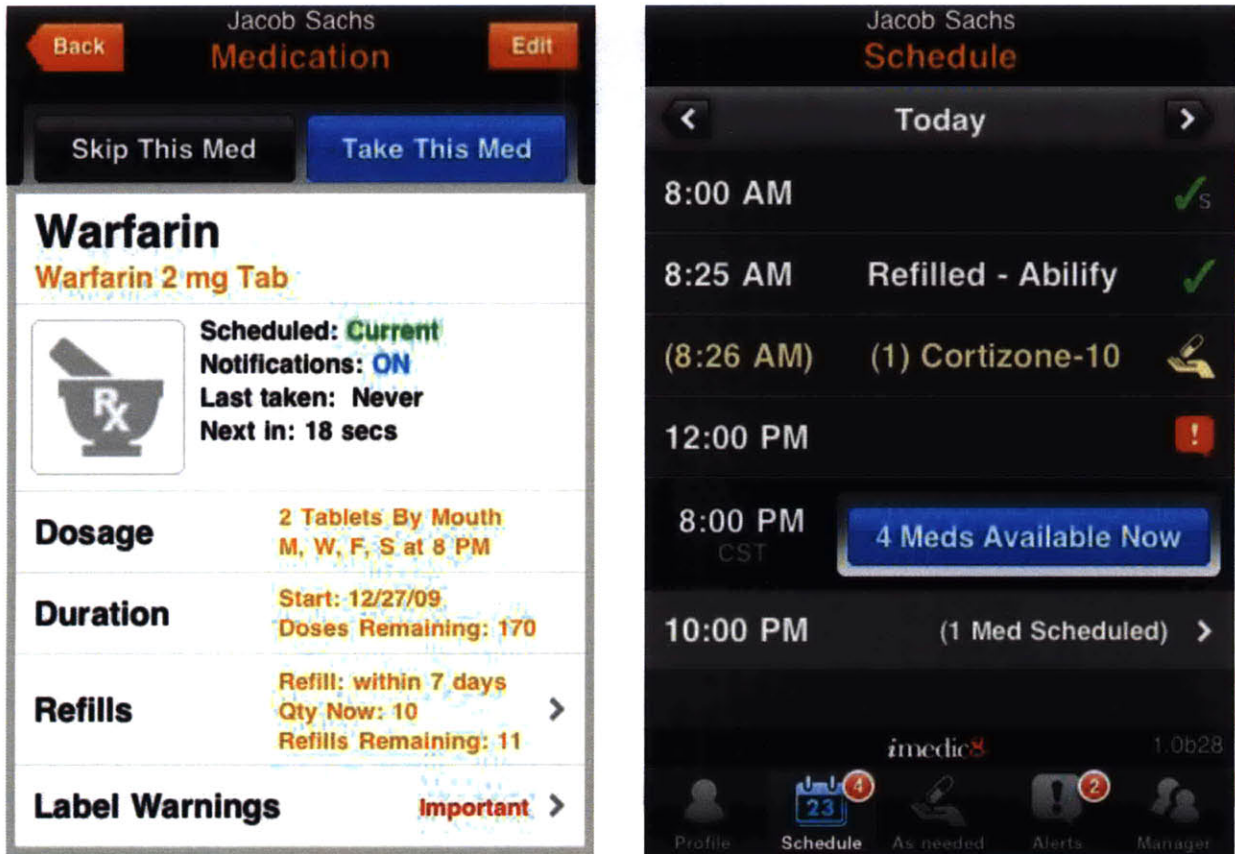 Jacob Sachs
Back
Medication
Edit
Skip This Med
Take This Med
Warfarin
Warfarin 2 mg Tab
Rx
Scheduled: Current
Notifications: ON
Last taken: Never
Next in: 18 secs
Dosage
2 Tablets By Mouth
M, W, F, S at 8 PM
Duration
Start: 12/27/09
Doses Remaining: 170
Refills
Refill: within 7 days
Qty Now: 10
Refills Remaining: 11
Label Warnings
Important
Jacob Sachs
Schedule
Today
8:00 AM
S
8:25 AM Refilled - Abilify
(8:26 AM) (1) Cortizone-10
12:00 PM
!
8:00 PM
CST
4 Meds Available Now
10:00 PM (1 Med Scheduled)
imedic8
1.0b28
23
4
!
2
Profile Schedule As needed Alerts Manager